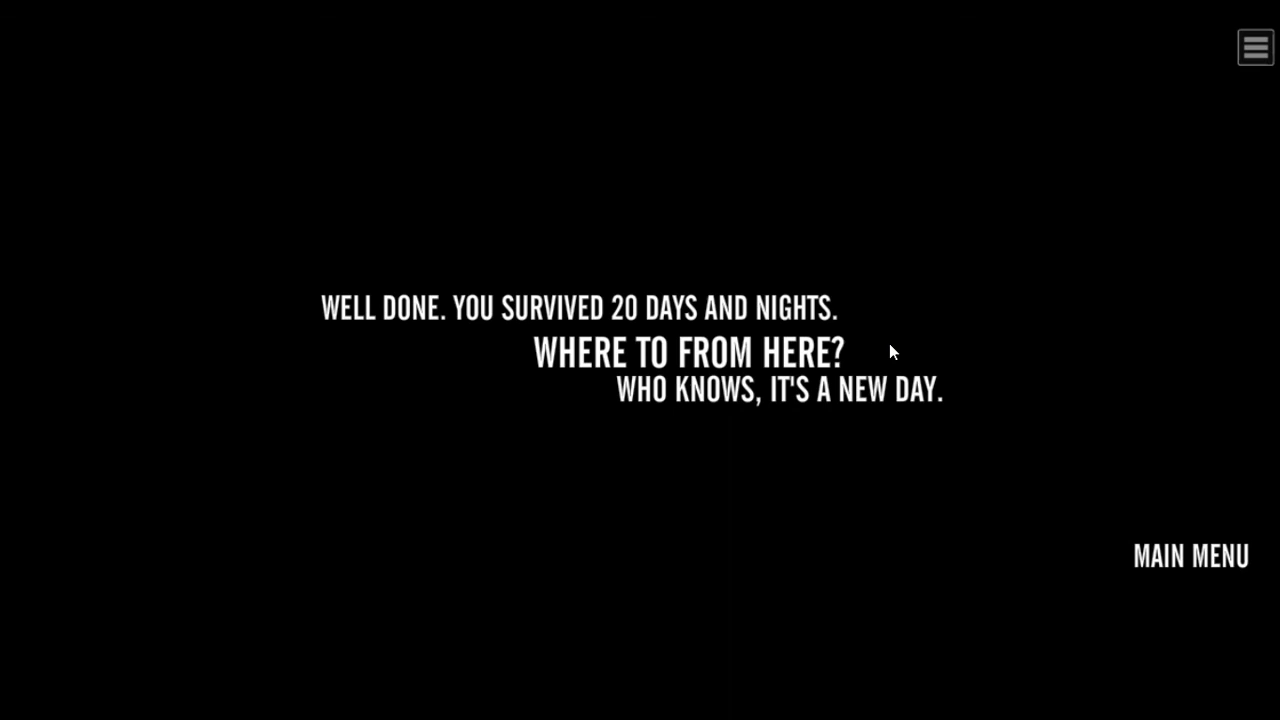 WELL DONE. YOU SURVIVED 20 DAYS AND NIGHTS.
WHERE TO FROM HERE?
WHO KNOWS, IT'S A NEW DAY.
MAIN MENU